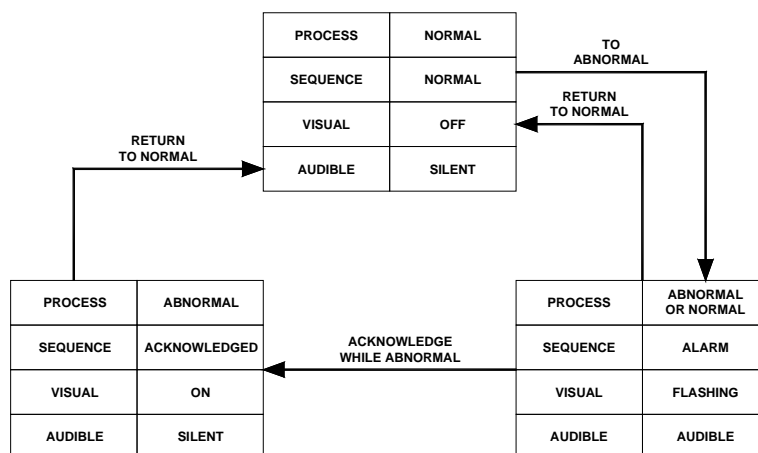 PROCESS NORMAL
SEQUENCE NORMAL
VISUAL OFF
AUDIBLE SILENT
TO
ABNORMAL
RETURN
TO NORMAL
RETURN
TO NORMAL
PROCESS ABNORMAL
SEQUENCE ACKNOWLEDGED
VISUAL ON
AUDIBLE SILENT
ACKNOWLEDGE
WHILE ABNORMAL
PROCESS ABNORMAL
OR NORMAL
SEQUENCE ALARM
VISUAL FLASHING
AUDIBLE AUDIBLE